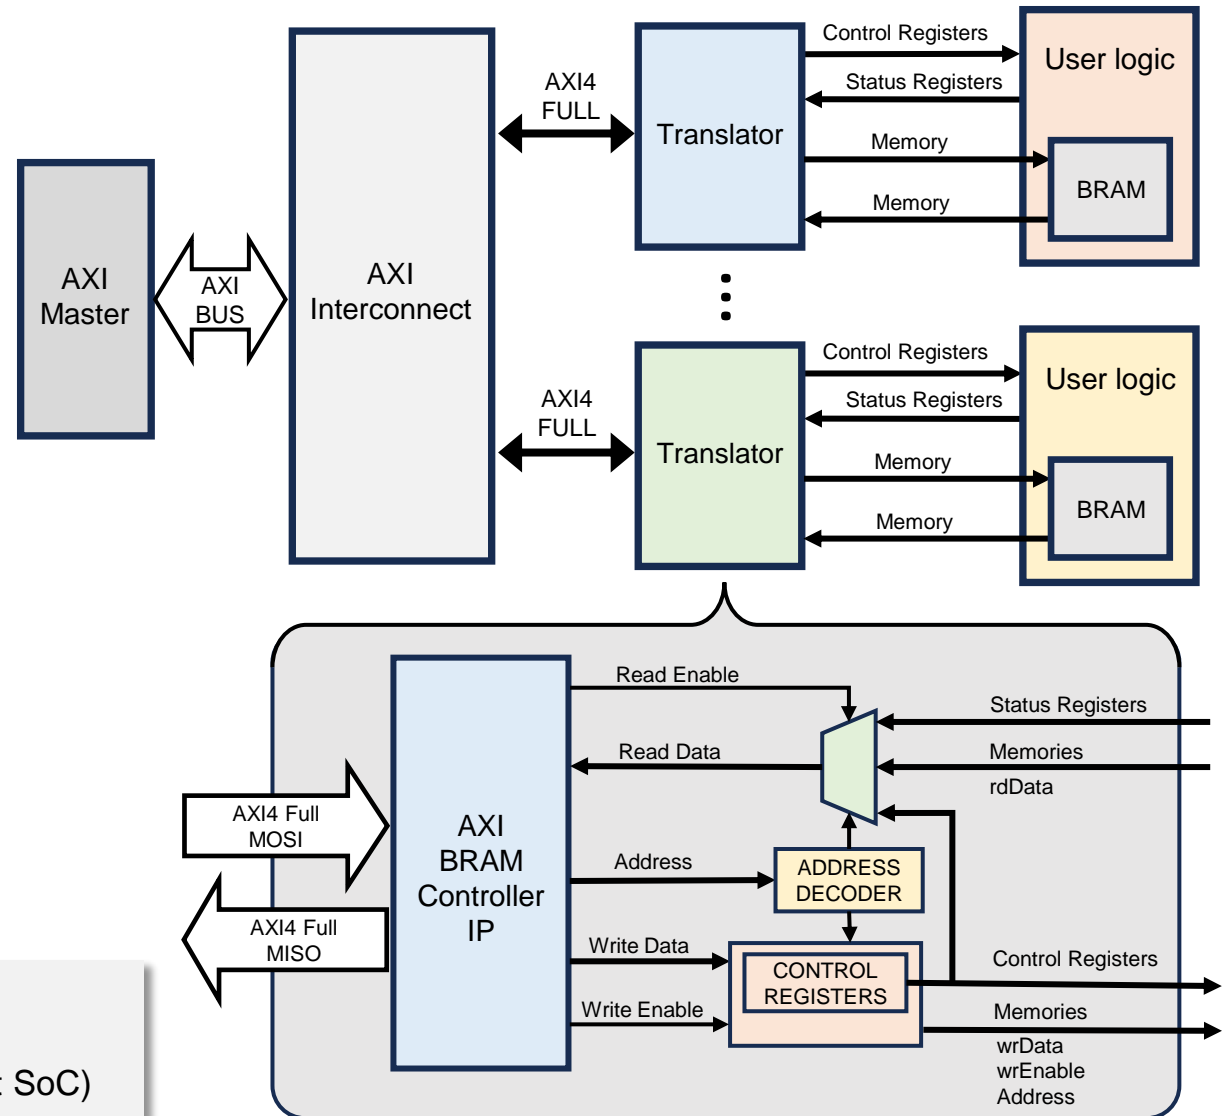 Control Registers
User logic
AXI4
FULL
Status Registers
Translator
Memory
BRAM
Memory
AXI
Master
AXI
BUS
AXI
Interconnect
Control Registers
User logic
AXI4
FULL
Status Registers
Translator
Memory
BRAM
Memory
Read Enable
Status Registers
Read Data
Memories
rdData
AXI4 Full
MOSI
AXI
BRAM
Controller
IP
Address
ADDRESS
DECODER
AXI4 Full
MISO
Write Data
CONTROL
REGISTERS
Control Registers
Write Enable
Memories
wrData
wrEnable
Address
SoC)